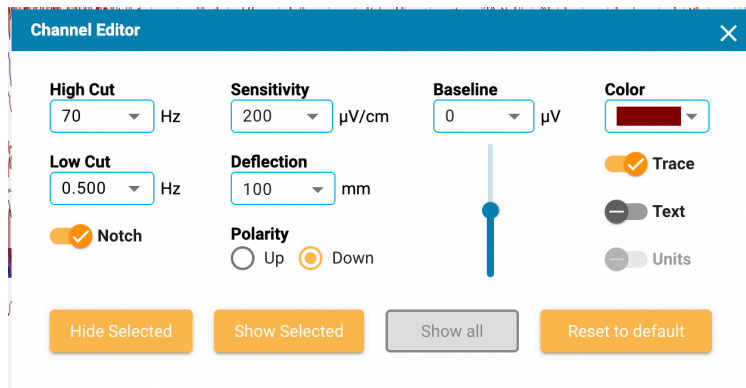 Channel Editor
High Cut
70 Hz
Sensitivity
200 µV/cm
Baseline
0 µV
Color
Low Cut
0.500 Hz
Deflection
100 mm
Trace
Notch
Text
Polarity
Up Down
Units
Hide Selected
Show Selected
Show all
Reset to default